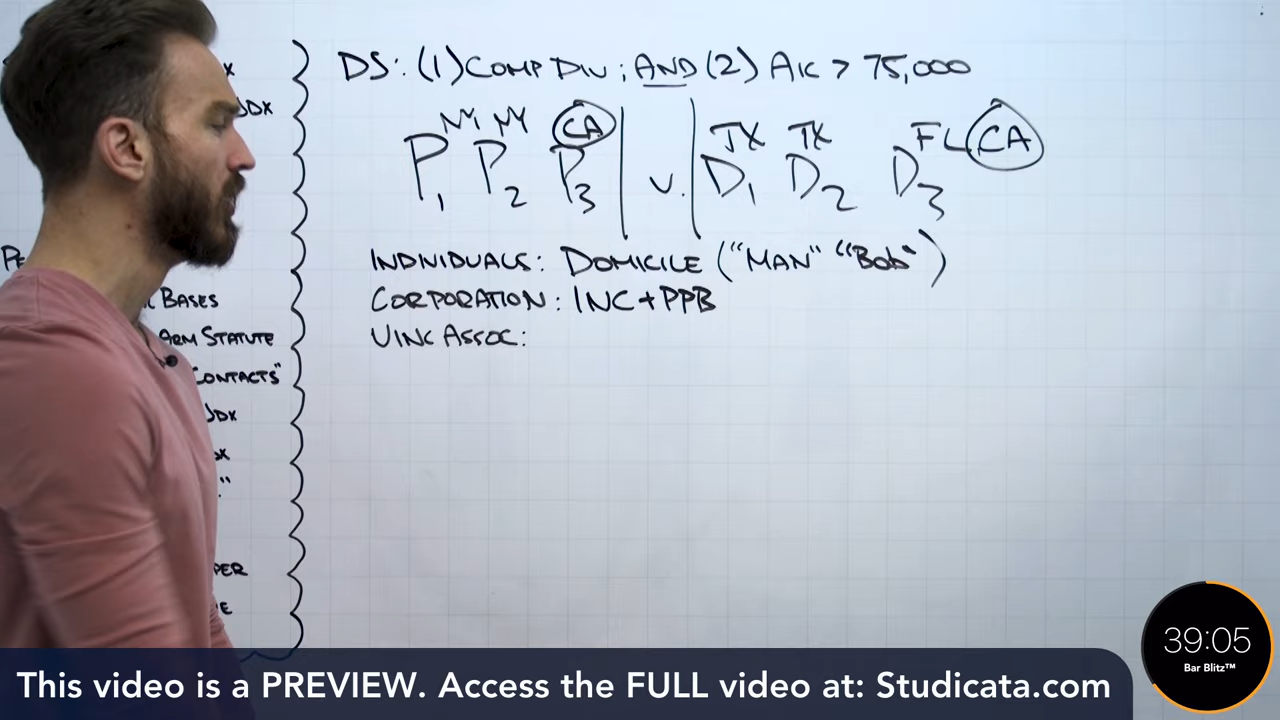 DS: (1) COMP DIV; AND (2) AIC > 75,000
NY NY CA TX TX FL CA
P1 P2 P3 v. D1 D2 D3
INDIVIDUALS: DOMICILE ("MAN" "BOB")
CORPORATION: INC + PPB
UINC ASSOC:
BASES
ARM STATUTE
CONTACTS"
JDX
PER
39:05
Bar Blitz™
This video is a PREVIEW. Access the FULL video at: Studicata.com